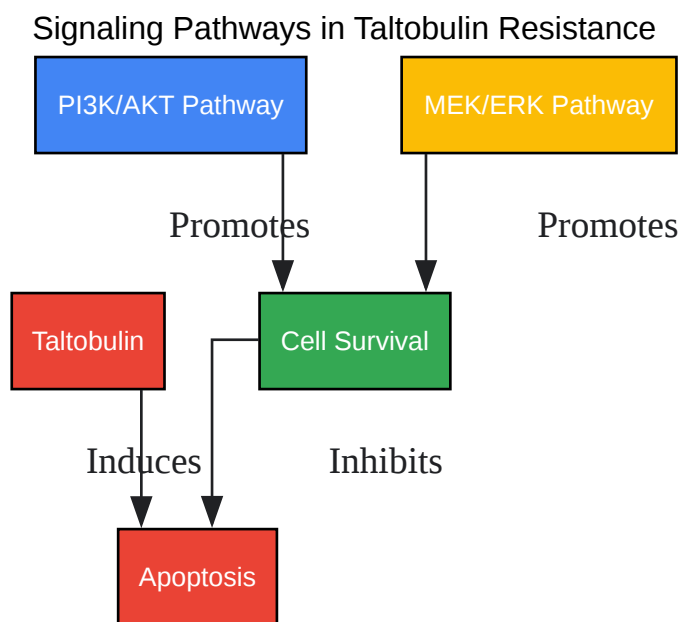 Signaling Pathways in Taltobulin Resistance
PI3K/AKT Pathway
MEK/ERK Pathway
Promotes
Promotes
Taltobulin
Cell Survival
Induces
Inhibits
Apoptosis